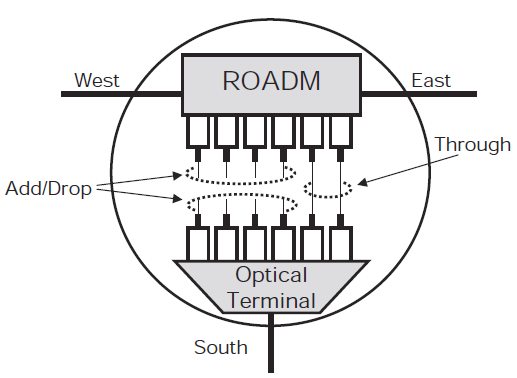 ROADM
West
East
Through
Add/Drop
Optical
Terminal
South